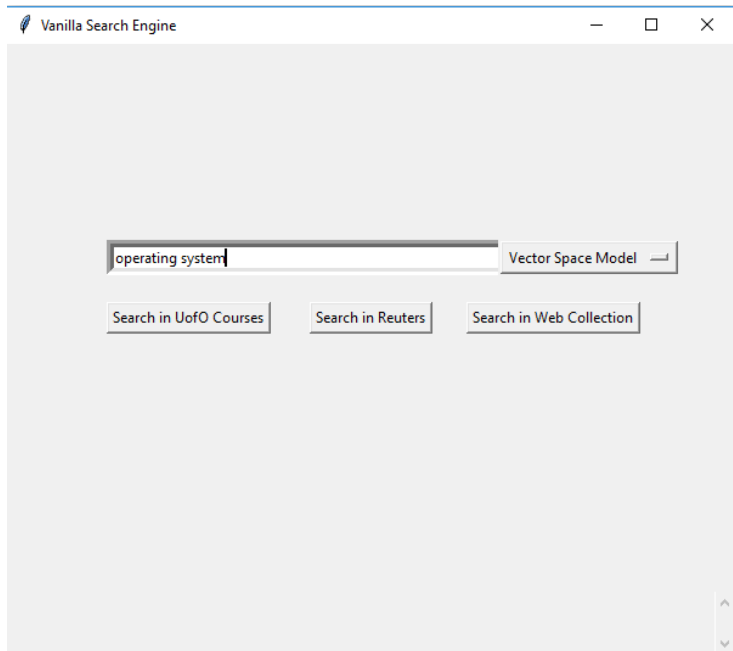 Vanilla Search Engine
operating system Vector Space Model
Search in UofO Courses Search in Reuters Search in Web Collection